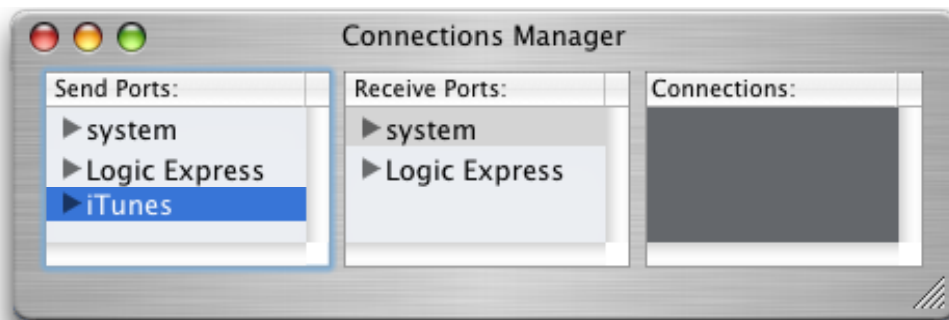 Connections Manager
Send Ports:
system
Logic Express
iTunes
Receive Ports:
system
Logic Express
Connections: